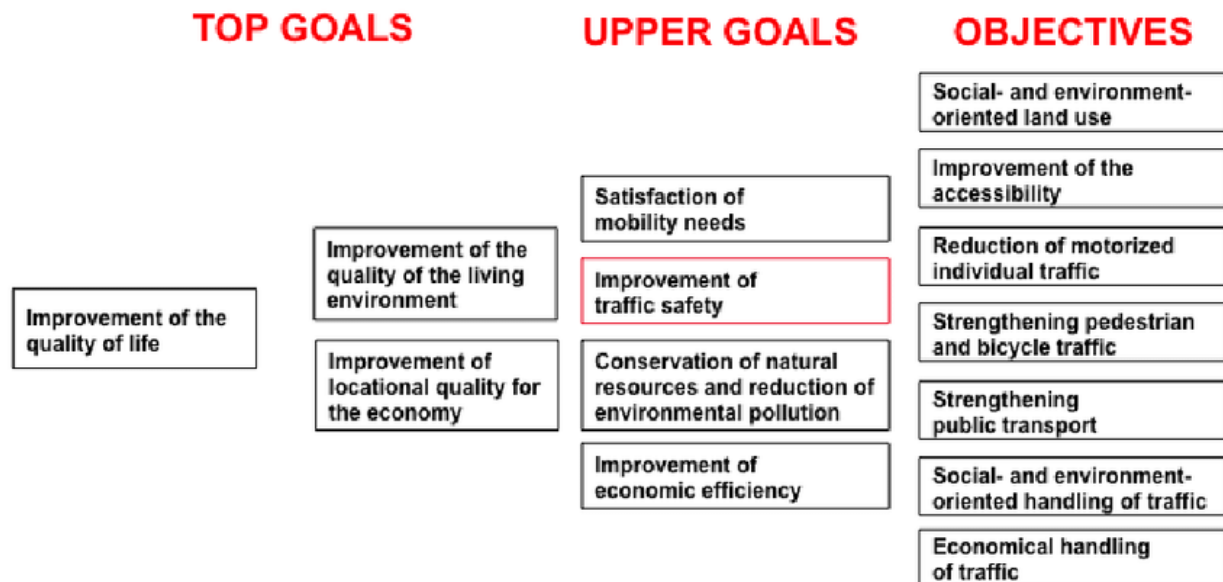 TOP GOALS
UPPER GOALS
OBJECTIVES
Improvement of the
quality of life
Improvement of the
quality of the living
environment
Improvement of
locational quality for
the economy
Satisfaction of
mobility needs
Improvement of
traffic safety
Conservation of natural
resources and reduction of
environmental pollution
Improvement of
economic efficiency
Social- and environment-
oriented land use
Improvement of the
accessibility
Reduction of motorized
individual traffic
Strengthening pedestrian
and bicycle traffic
Strengthening
public transport
Social- and environment-
oriented handling of traffic
Economical handling
of traffic